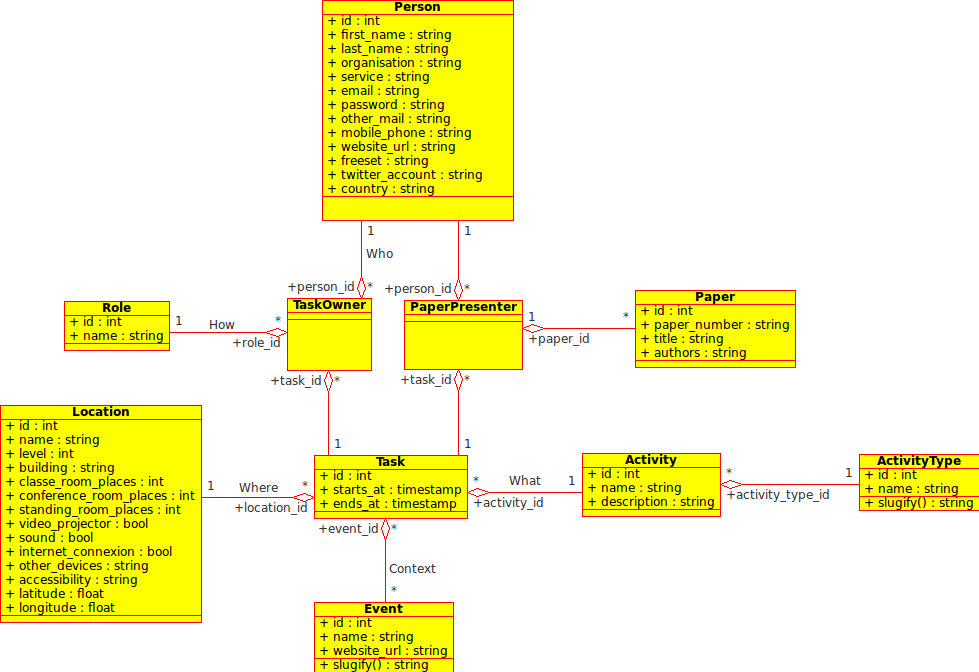 Person
+ id : int
+ first_name : string
+ last_name : string
+ organisation : string
+ service : string
+ email : string
+ password : string
+ other_mail : string
+ mobile_phone : string
+ website_url : string
+ freeset : string
+ twitter_account : string
+ country : string
1
1
Who
+person_id
*
+person_id
*
Role
+ id : int
+ name : string
1
How
*
+role_id
TaskOwner
PaperPresenter
1
*
+paper_id
Paper
+ id : int
+ paper_number : string
+ title : string
+ authors : string
+task_id
*
+task_id
*
1
1
Location
+ id : int
+ name : string
+ level : int
+ building : string
+ classe_room_places : int
+ conference_room_places : int
+ standing_room_places : int
+ video_projector : bool
+ sound : bool
+ internet_connexion : bool
+ other_devices : string
+ accessibility : string
+ latitude : float
+ longitude : float
1
Where
*
+location_id
Task
+ id : int
+ starts_at : timestamp
+ ends_at : timestamp
*
What
1
+activity_id
Activity
+ id : int
+ name : string
+ description : string
*
1
+activity_type_id
ActivityType
+ id : int
+ name : string
+ slugify() : string
+event_id
*
Context
*
Event
+ id : int
+ name : string
+ website_url : string
+ slugify() : string